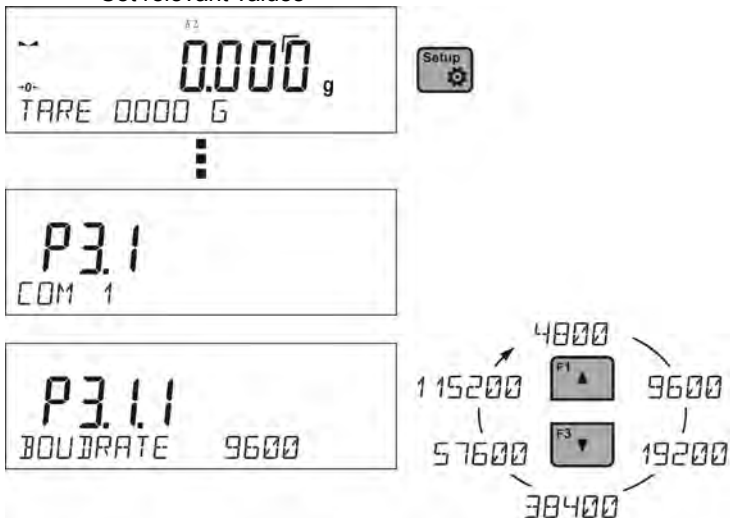 Set relevant values
0.000 g
TARE 0.000 G
Setup
P3.1
COM 1
P3.1.1
BOUDRATE 9600
4800
115200
F1
9600
57600
F3
19200
38400